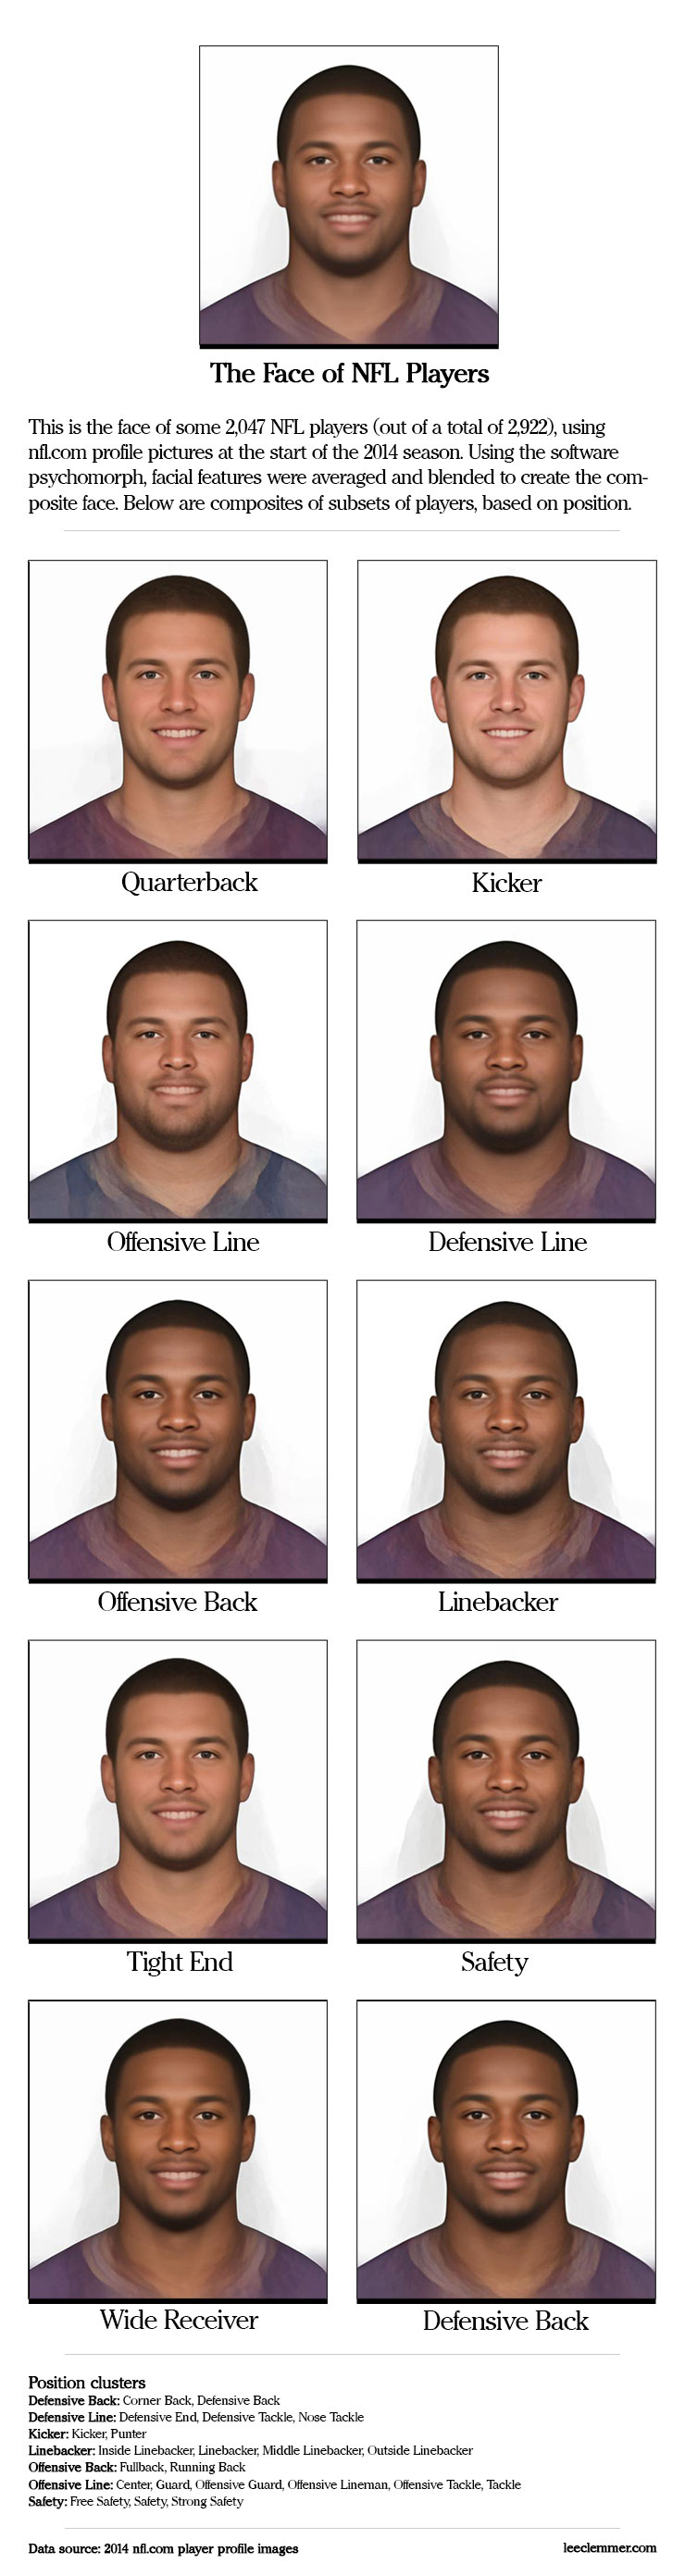 The Face of NFL Players
This is the face of some 2,047 NFL players (out of a total of 2,922), using
nfl.com profile pictures at the start of the 2014 season. Using the software
psychomorph, facial features were averaged and blended to create the com-
posite face. Below are composites of subsets of players, based on position.
Quarterback
Kicker
Offensive Line
Defensive Line
Offensive Back
Linebacker
Tight End
Safety
Wide Receiver
Defensive Back
Position clusters
Defensive Back: Corner Back, Defensive Back
Defensive Line: Defensive End, Defensive Tackle, Nose Tackle
Kicker: Kicker, Punter
Linebacker: Inside Linebacker, Linebacker, Middle Linebacker, Outside Linebacker
Offensive Back: Fullback, Running Back
Offensive Line: Center, Guard, Offensive Guard, Offensive Lineman, Offensive Tackle, Tackle
Safety: Free Safety, Safety, Strong Safety
Data source: 2014 nfl.com player profile images
leeclemmer.com